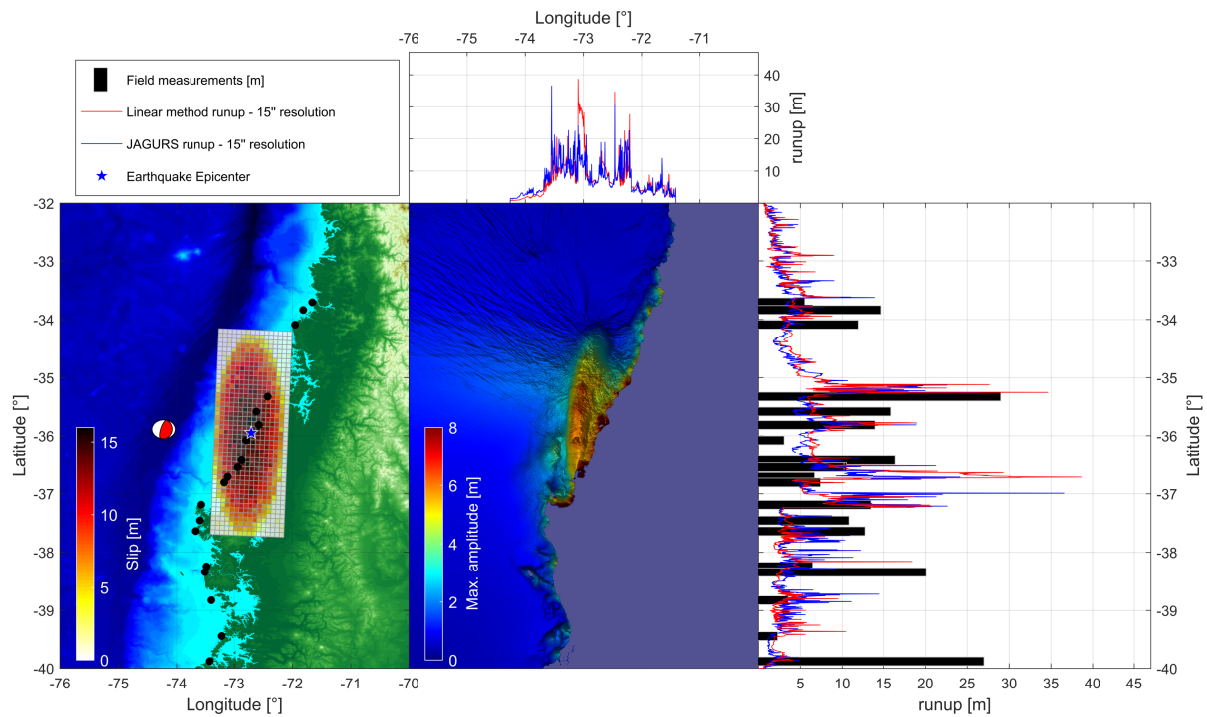 Longitude [°]
-76 -75 -74 -73 -72 -71
40
30
20
10
runup [m]
Field measurements [m]
Linear method runup - 15" resolution
JAGURS runup - 15" resolution
Earthquake Epicenter
-32
-33
-34
-35
-36
-37
-38
-39
-40
Latitude [°]
15
10
5
0
Slip [m]
-76 -75 -74 -73 -72 -71 -70
Longitude [°]
8
6
4
2
0
Max. amplitude [m]
-33
-34
-35
-36
-37
-38
-39
-40
Latitude [°]
5 10 15 20 25 30 35 40 45
runup [m]